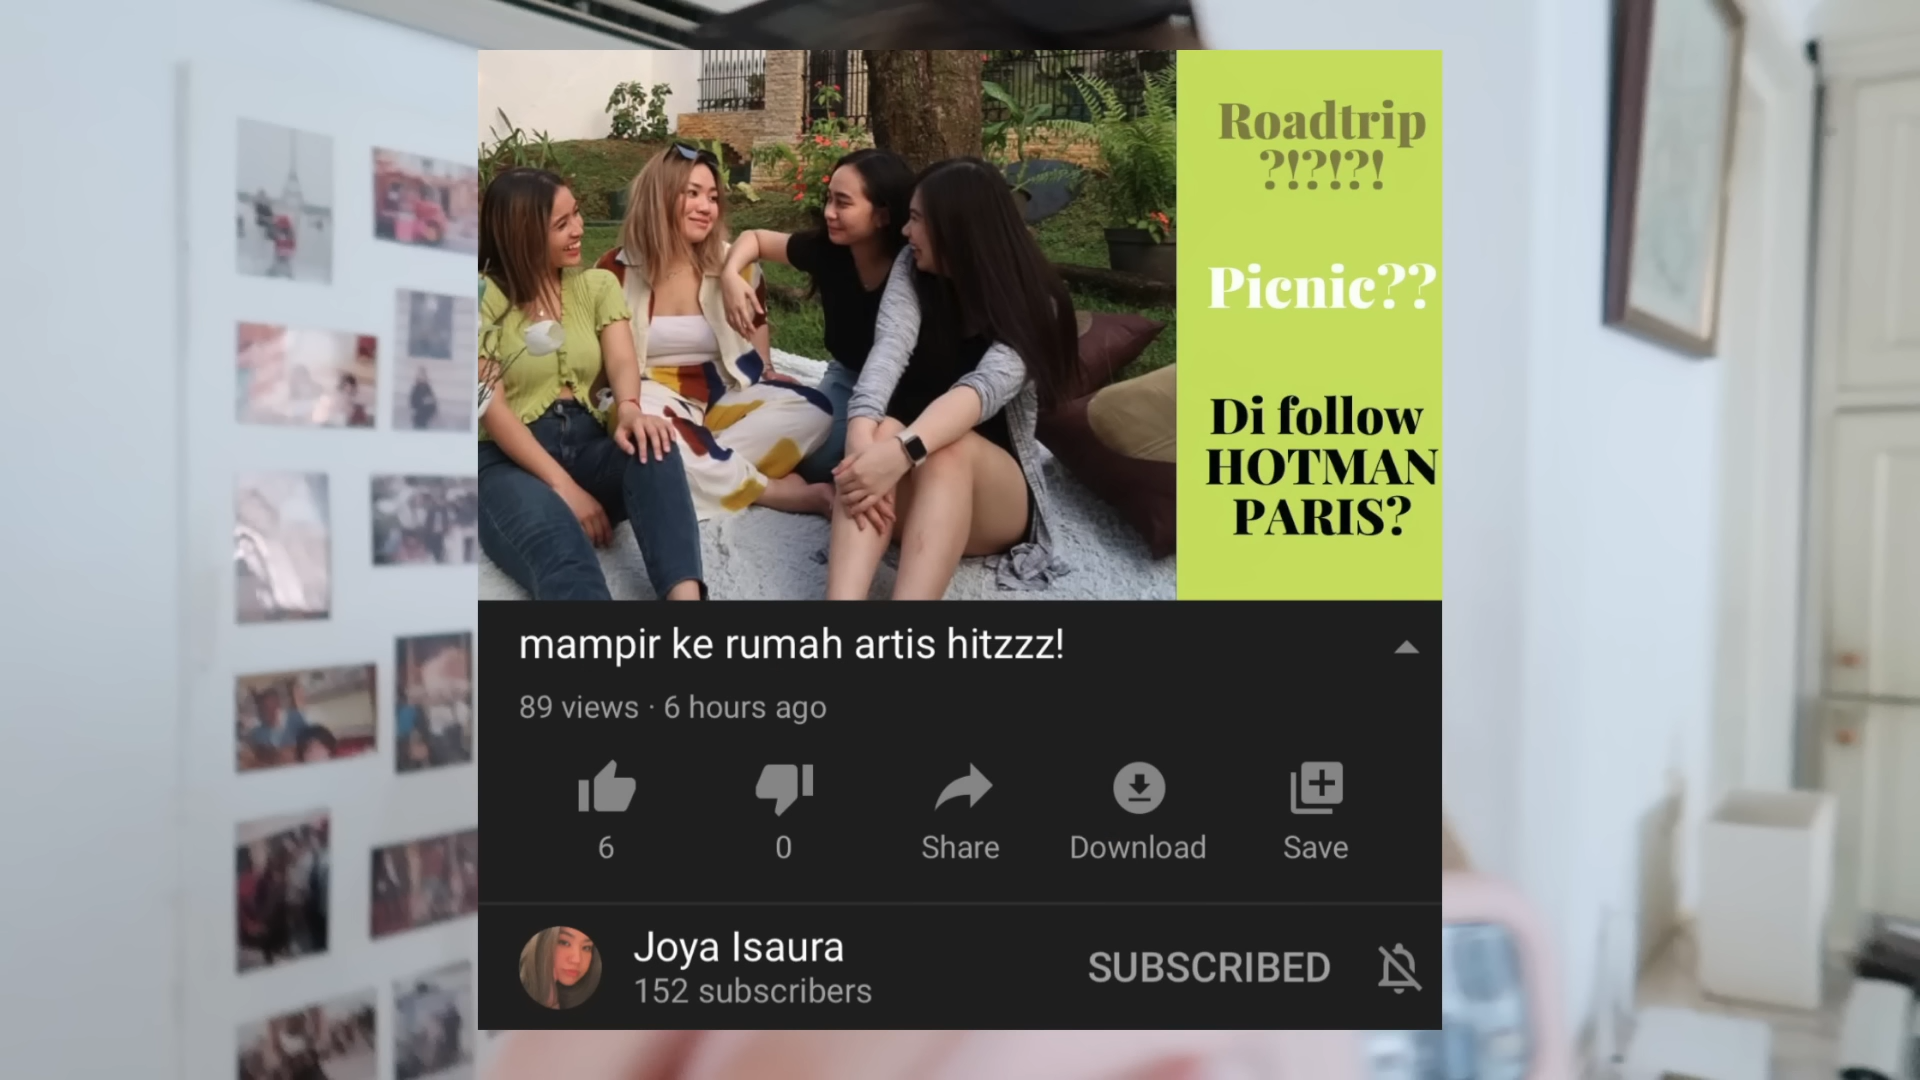 Roadtrip
?!?!?!
Picnic??
Di follow
HOTMAN
PARIS?
mampir ke rumah artis hitzzz!
89 views · 6 hours ago
6
0
Share
Download
Save
Joya Isaura
152 subscribers
SUBSCRIBED